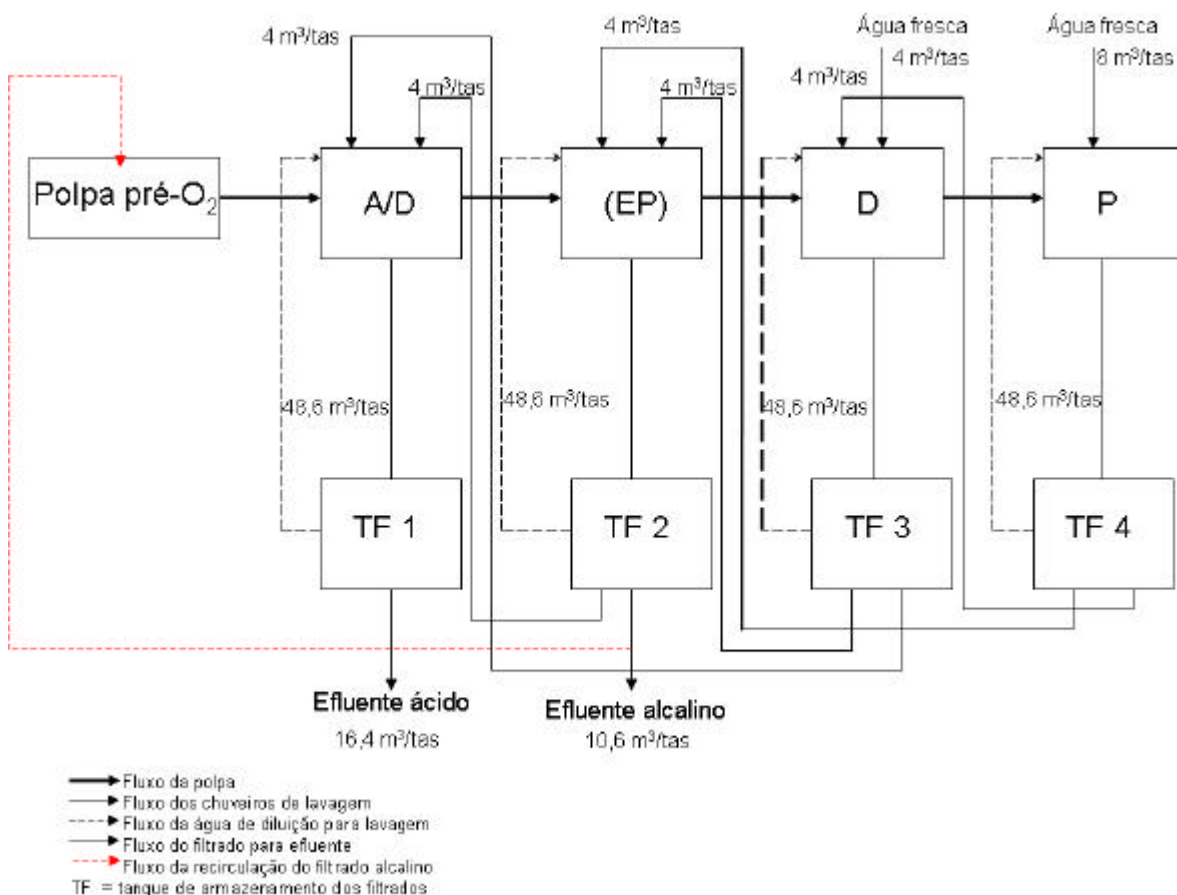 4 m³/tas
4 m³/tas
Água fresca
4 m³/tas
Água fresca
8 m³/tas
4 m³/tas
4 m³/tas
4 m³/tas
Polpa pré-O₂
A/D
(EP)
D
P
48,6 m³/tas
48,6 m³/tas
48,6 m³/tas
48,6 m³/tas
TF 1
TF 2
TF 3
TF 4
Efluente ácido
16,4 m³/tas
Efluente alcalino
10,6 m³/tas
Fluxo da polpa
Fluxo dos chuveiros de lavagem
Fluxo da água de diluição para lavagem
Fluxo do filtrado para efluente
Fluxo da recirculação do filtrado alcalino
TF = tanque de armazenamento dos filtrados